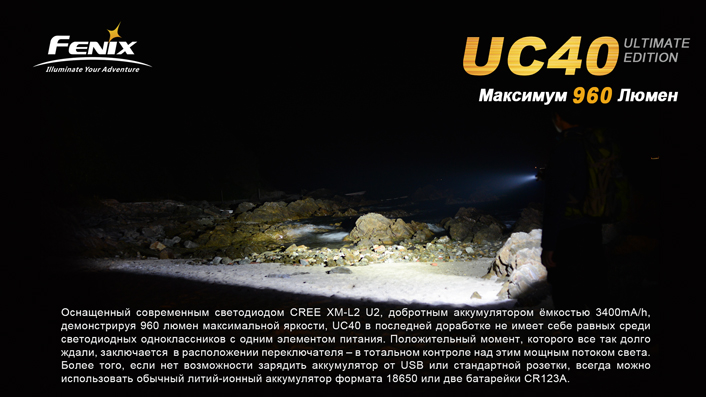 FENIX
Illuminate Your Adventure
UC40 ULTIMATE EDITION
Максимум 960 Люмен
Оснащенный современным светодиодом CREE XM-L2 U2, добротным аккумулятором ёмкостью 3400mA/h,
демонстрируя 960 люмен максимальной яркости, UC40 в последней доработке не имеет себе равных среди
светодиодных одноклассников с одним элементом питания. Положительный момент, которого все так долго
ждали, заключается в расположении переключателя – в тотальном контроле над этим мощным потоком света.
Более того, если нет возможности зарядить аккумулятор от USB или стандартной розетки, всегда можно
использовать обычный литий-ионный аккумулятор формата 18650 или две батарейки CR123A.